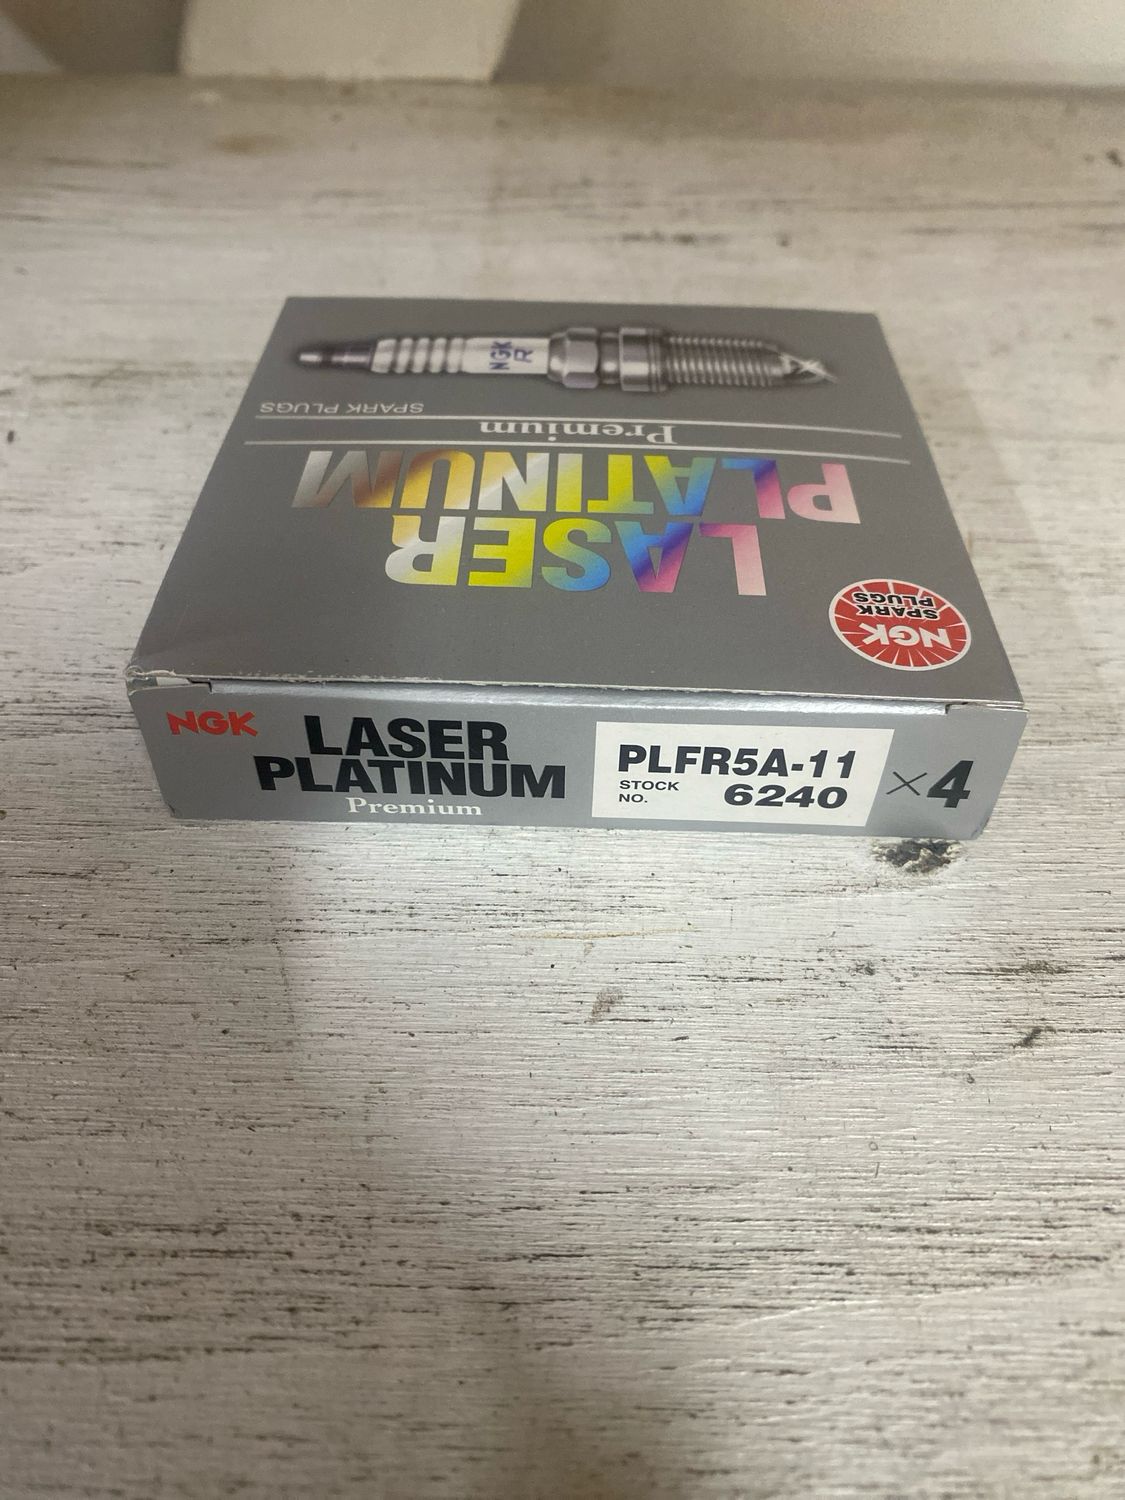 NGK
R
SPARK PLUGS
Premium
PLATINUM
LASER
NGK
SPARK
PLUGS
NGK
LASER
PLATINUM
Premium
PLFR5A-11
STOCK
NO.
6240
×4